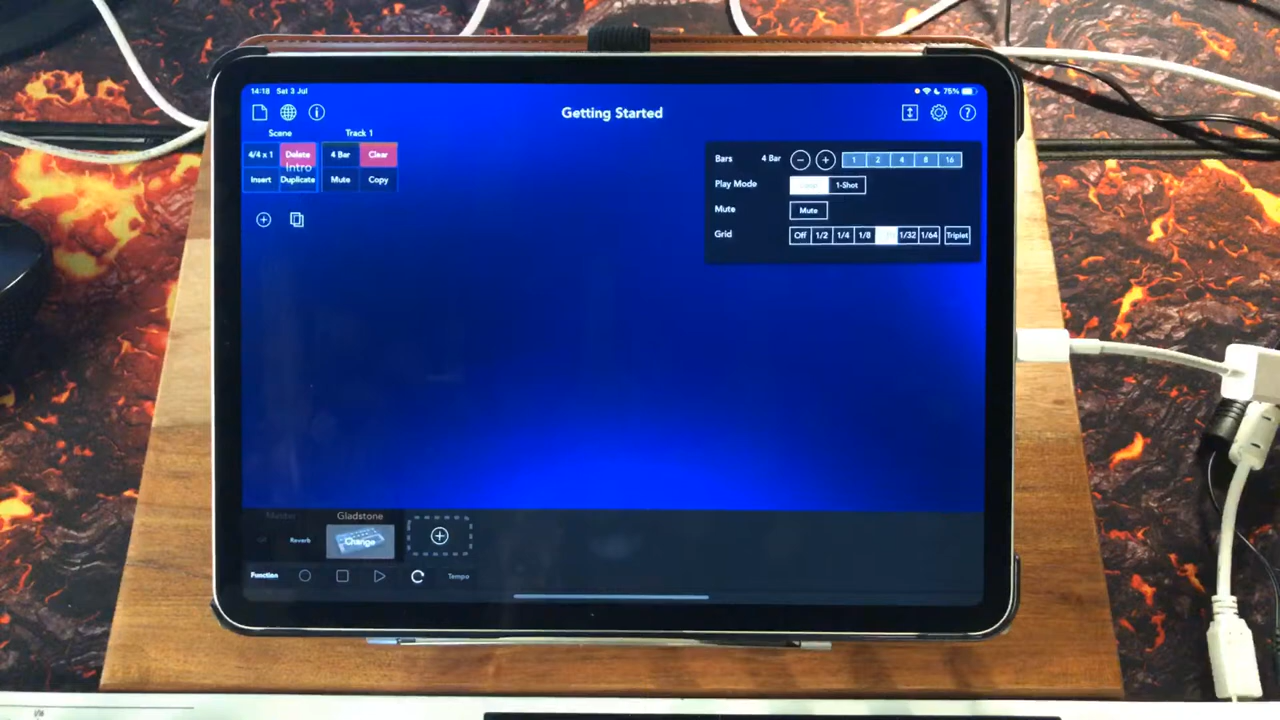 14:18 Sat 3 Jul 75%
Getting Started
Scene Track 1
4/4 x 1 Delete 4 Bar Clear
Intro
Insert Duplicate Mute Copy
Bars 4 Bar 1 2 4 8 16
Play Mode 1-Shot
Mute Mute
Grid Off 1/2 1/4 1/8 1/32 1/64 Triplet
Master Gladstone
Reverb Change
Function Tempo